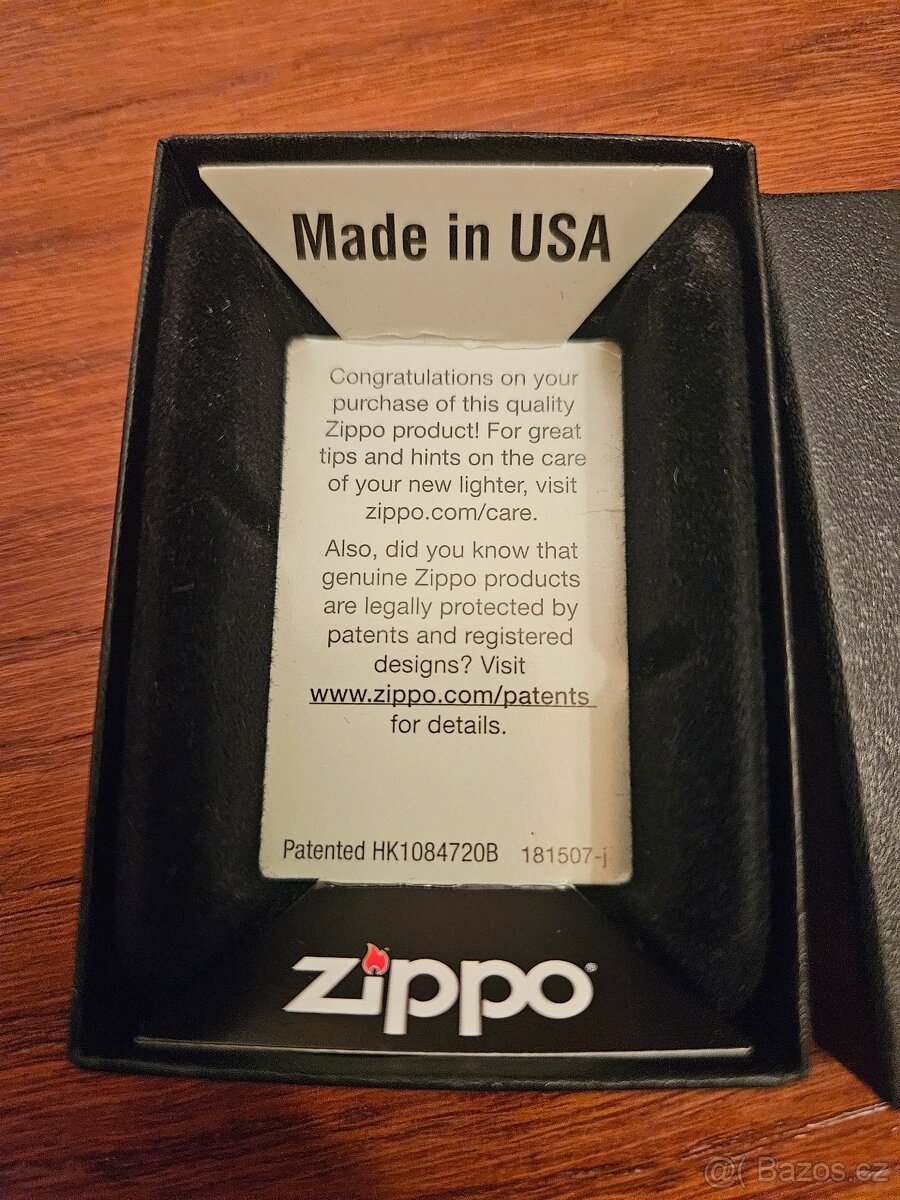 Made in USA
Congratulations on your
purchase of this quality
Zippo product! For great
tips and hints on the care
of your new lighter, visit
zippo.com/care.
Also, did you know that
genuine Zippo products
are legally protected by
patents and registered
designs? Visit
www.zippo.com/patents
for details.
Patented HK1084720B 181507-j
zippo®
@( Bazos.cz